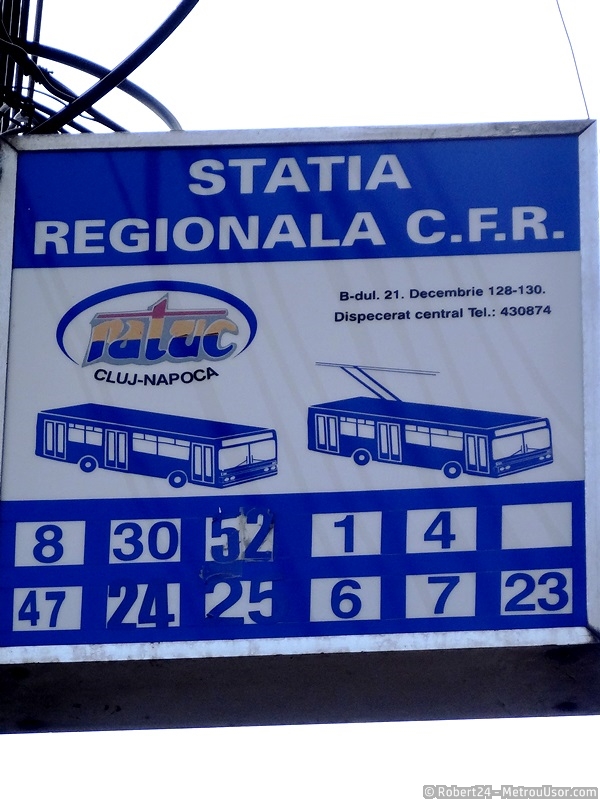 STATIA
REGIONALA C.F.R.
ratuc
CLUJ-NAPOCA
B-dul. 21. Decembrie 128-130.
Dispecerat central Tel.: 430874
8 30 52 1 4
47 24 25 6 7 23
© Robert24 - MetrouUsor.com